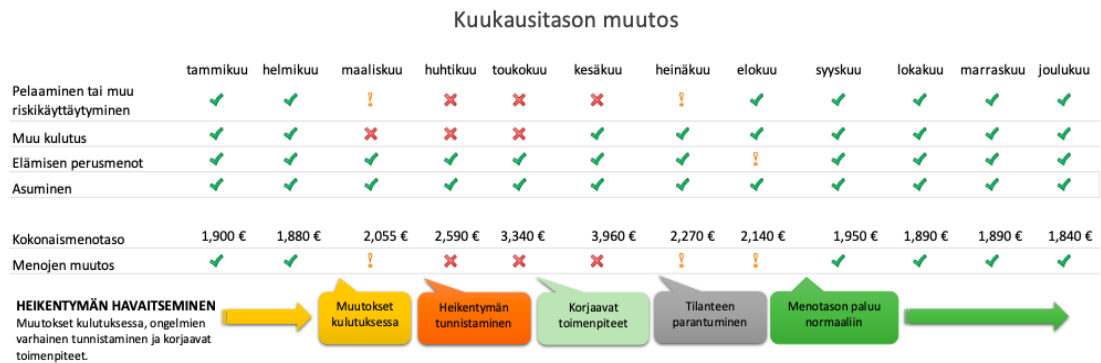 Kuukausitason muutos
tammikuu helmikuu maaliskuu huhtikuu toukokuu kesäkuu heinäkuu elokuu syyskuu lokakuu marraskuu joulukuu
Pelaaminen tai muu
riskikäyttäytyminen
Muu kulutus
Elämisen perusmenot
Asuminen
Kokonaismenotaso 1,900 € 1,880 € 2,055 € 2,590 € 3,340 € 3,960 € 2,270 € 2,140 € 1,950 € 1,890 € 1,890 € 1,840 €
Menojen muutos
HEIKENTYMÄN HAVAITSEMINEN
Muutokset kulutuksessa, ongelmien
varhainen tunnistaminen ja korjaavat
toimenpiteet.
Muutokset
kulutuksessa
Heikentymän
tunnistaminen
Korjaavat
toimenpiteet
Tilanteen
parantuminen
Menotason paluu
normaaliin